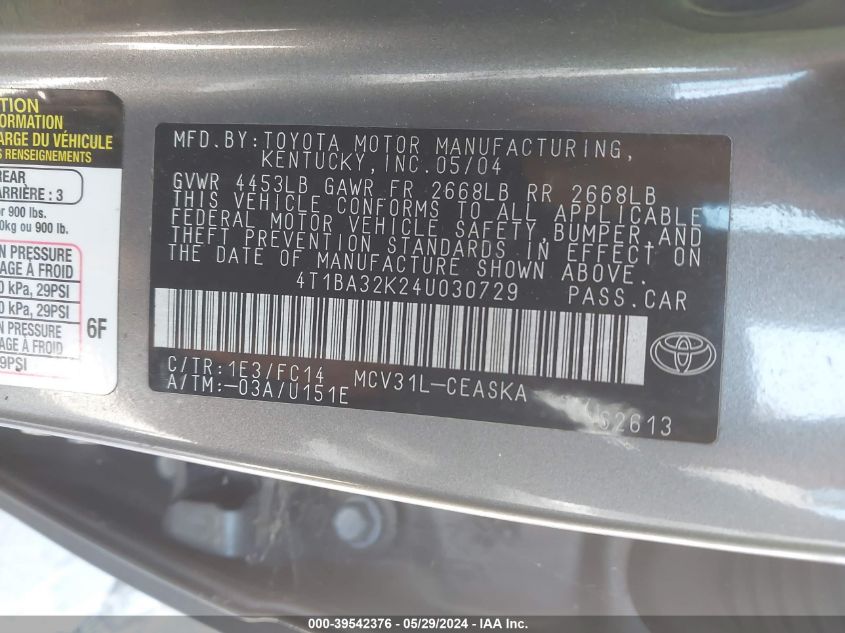 TION
FORMATION
CHARGE DU VÉHICULE
RENSEIGNEMENTS
REAR
ARRIÈRE : 3
or 900 lbs.
0kg ou 900 lb.
N PRESSURE
AGE À FROID
0 kPa, 29PSI
0 kPa, 29PSI
N PRESSURE
AGE À FROID
9PSI
6F
MFD.BY:TOYOTA MOTOR MANUFACTURING,
KENTUCKY,INC.05/04
GVWR 4453LB GAWR FR 2668LB RR 2668LB
THIS VEHICLE CONFORMS TO ALL APPLICABLE
FEDERAL MOTOR VEHICLE SAFETY,BUMPER,AND
THEFT PREVENTION STANDARDS IN EFFECT ON
THE DATE OF MANUFACTURE SHOWN ABOVE.
4T1BA32K24U030729 PASS.CAR
C/TR:1E3/FC14 MCV31L-CEASKA
A/TM:-03A/U151E
62613
000-39542376 - 05/29/2024 - IAA Inc.